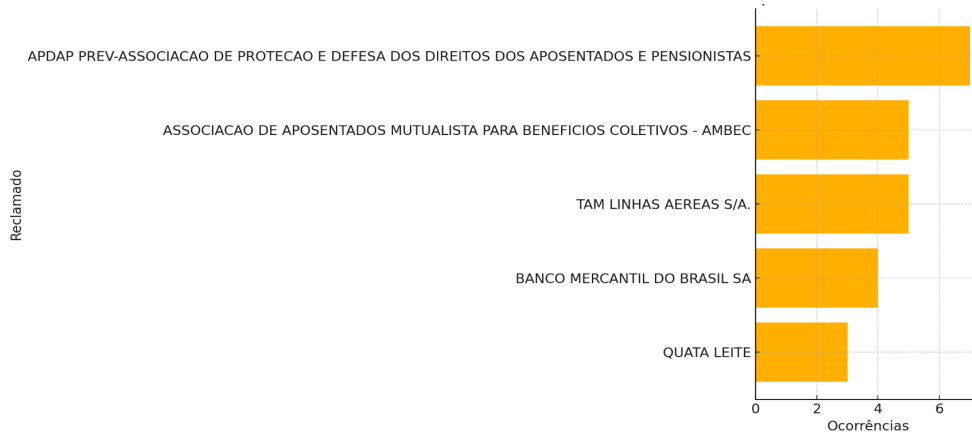 APDAP PREV-ASSOCIACAO DE PROTECAO E DEFESA DOS DIREITOS DOS APOSENTADOS E PENSIONISTAS
ASSOCIACAO DE APOSENTADOS MUTUALISTA PARA BENEFICIOS COLETIVOS - AMBEC
TAM LINHAS AEREAS S/A.
BANCO MERCANTIL DO BRASIL SA
QUATA LEITE
Reclamado
0 2 4 6
Ocorrências